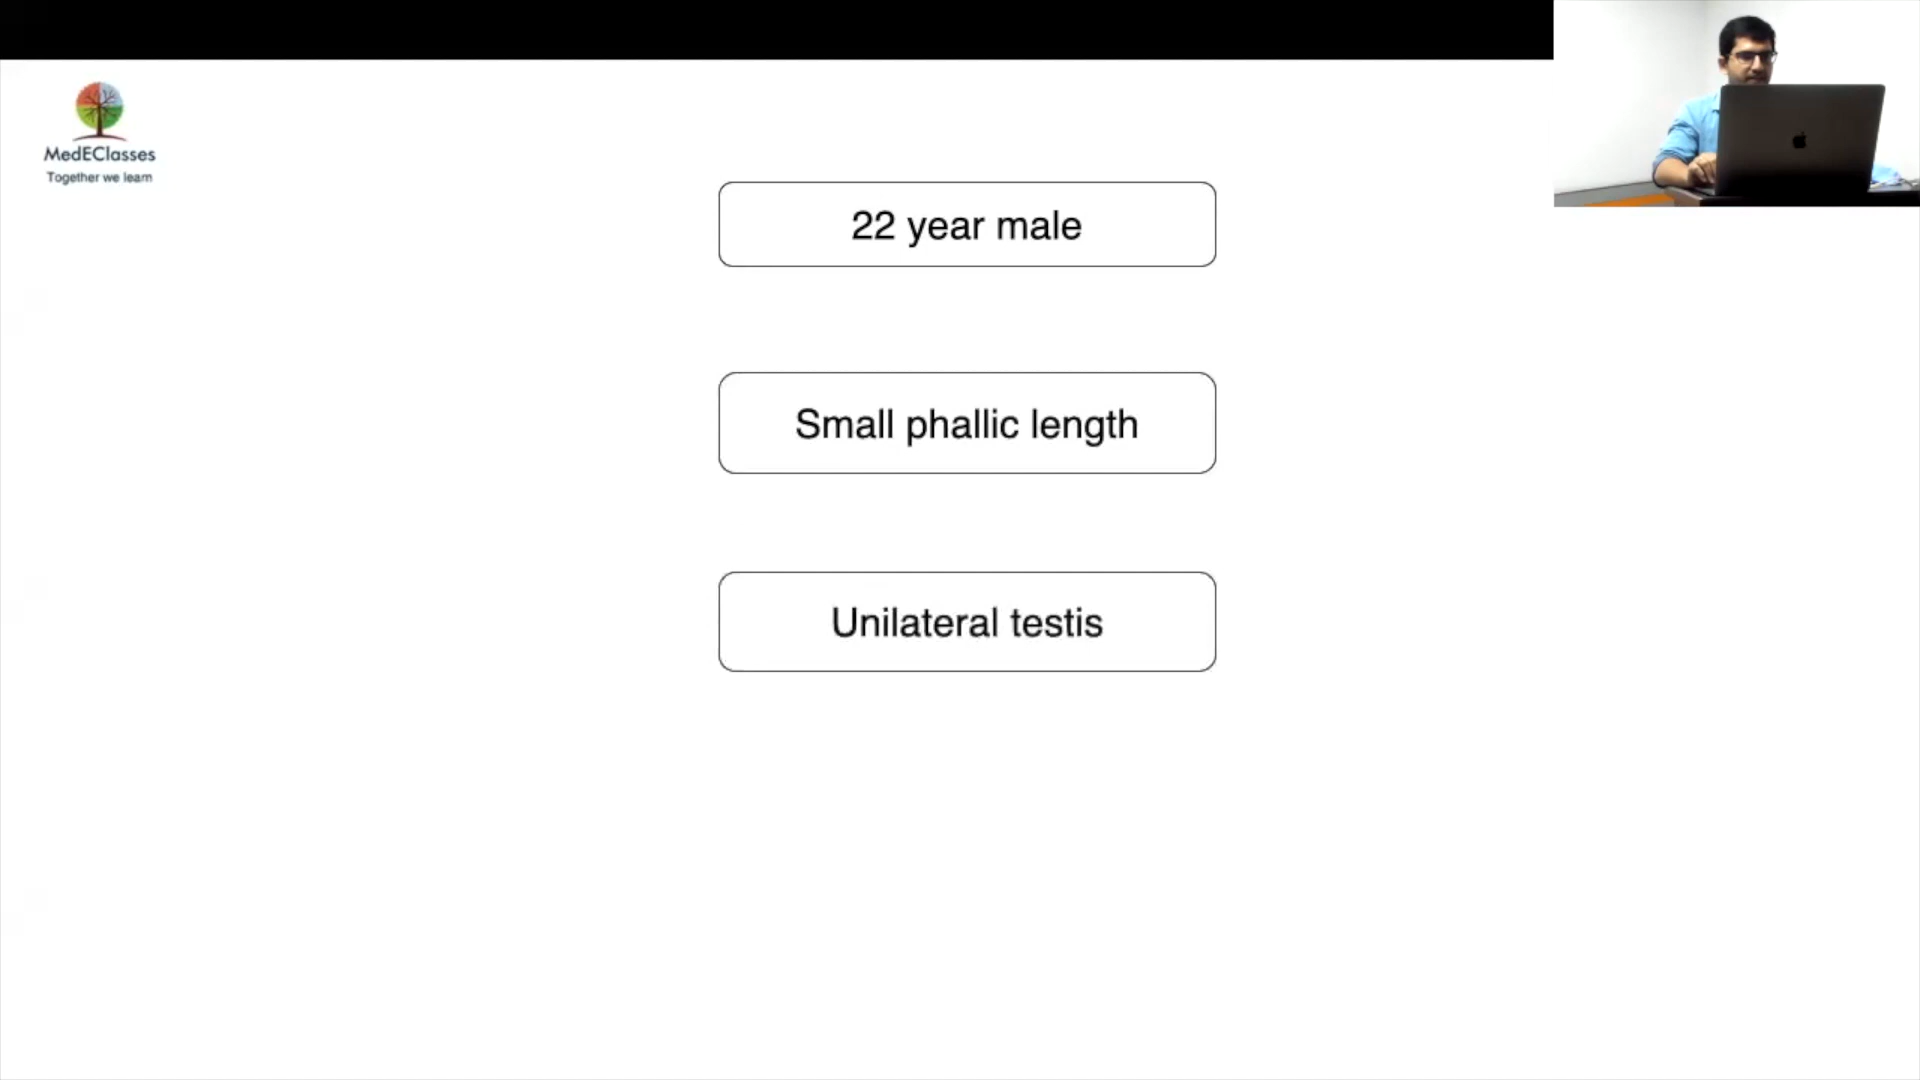 MedEClasses
Together we learn
22 year male
Small phallic length
Unilateral testis